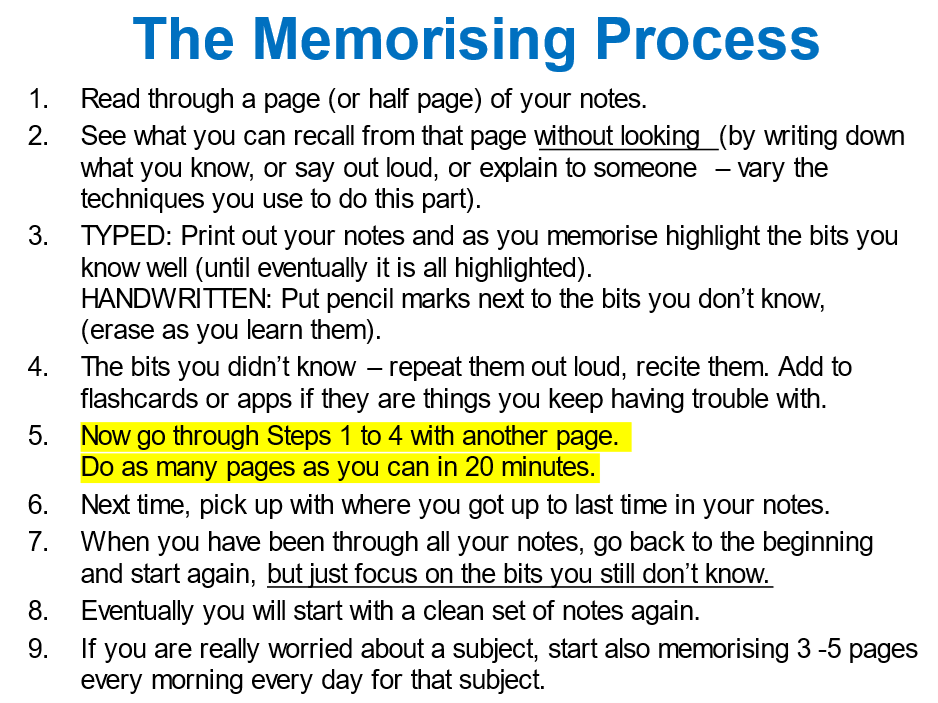 The Memorising Process
1. Read through a page (or half page) of your notes.
2. See what you can recall from that page without looking (by writing down
what you know, or say out loud, or explain to someone – vary the
techniques you use to do this part).
3. TYPED: Print out your notes and as you memorise highlight the bits you
know well (until eventually it is all highlighted).
HANDWRITTEN: Put pencil marks next to the bits you don’t know,
(erase as you learn them).
4. The bits you didn’t know – repeat them out loud, recite them. Add to
flashcards or apps if they are things you keep having trouble with.
5. Now go through Steps 1 to 4 with another page.
Do as many pages as you can in 20 minutes.
6. Next time, pick up with where you got up to last time in your notes.
7. When you have been through all your notes, go back to the beginning
and start again, but just focus on the bits you still don’t know.
8. Eventually you will start with a clean set of notes again.
9. If you are really worried about a subject, start also memorising 3 -5 pages
every morning every day for that subject.